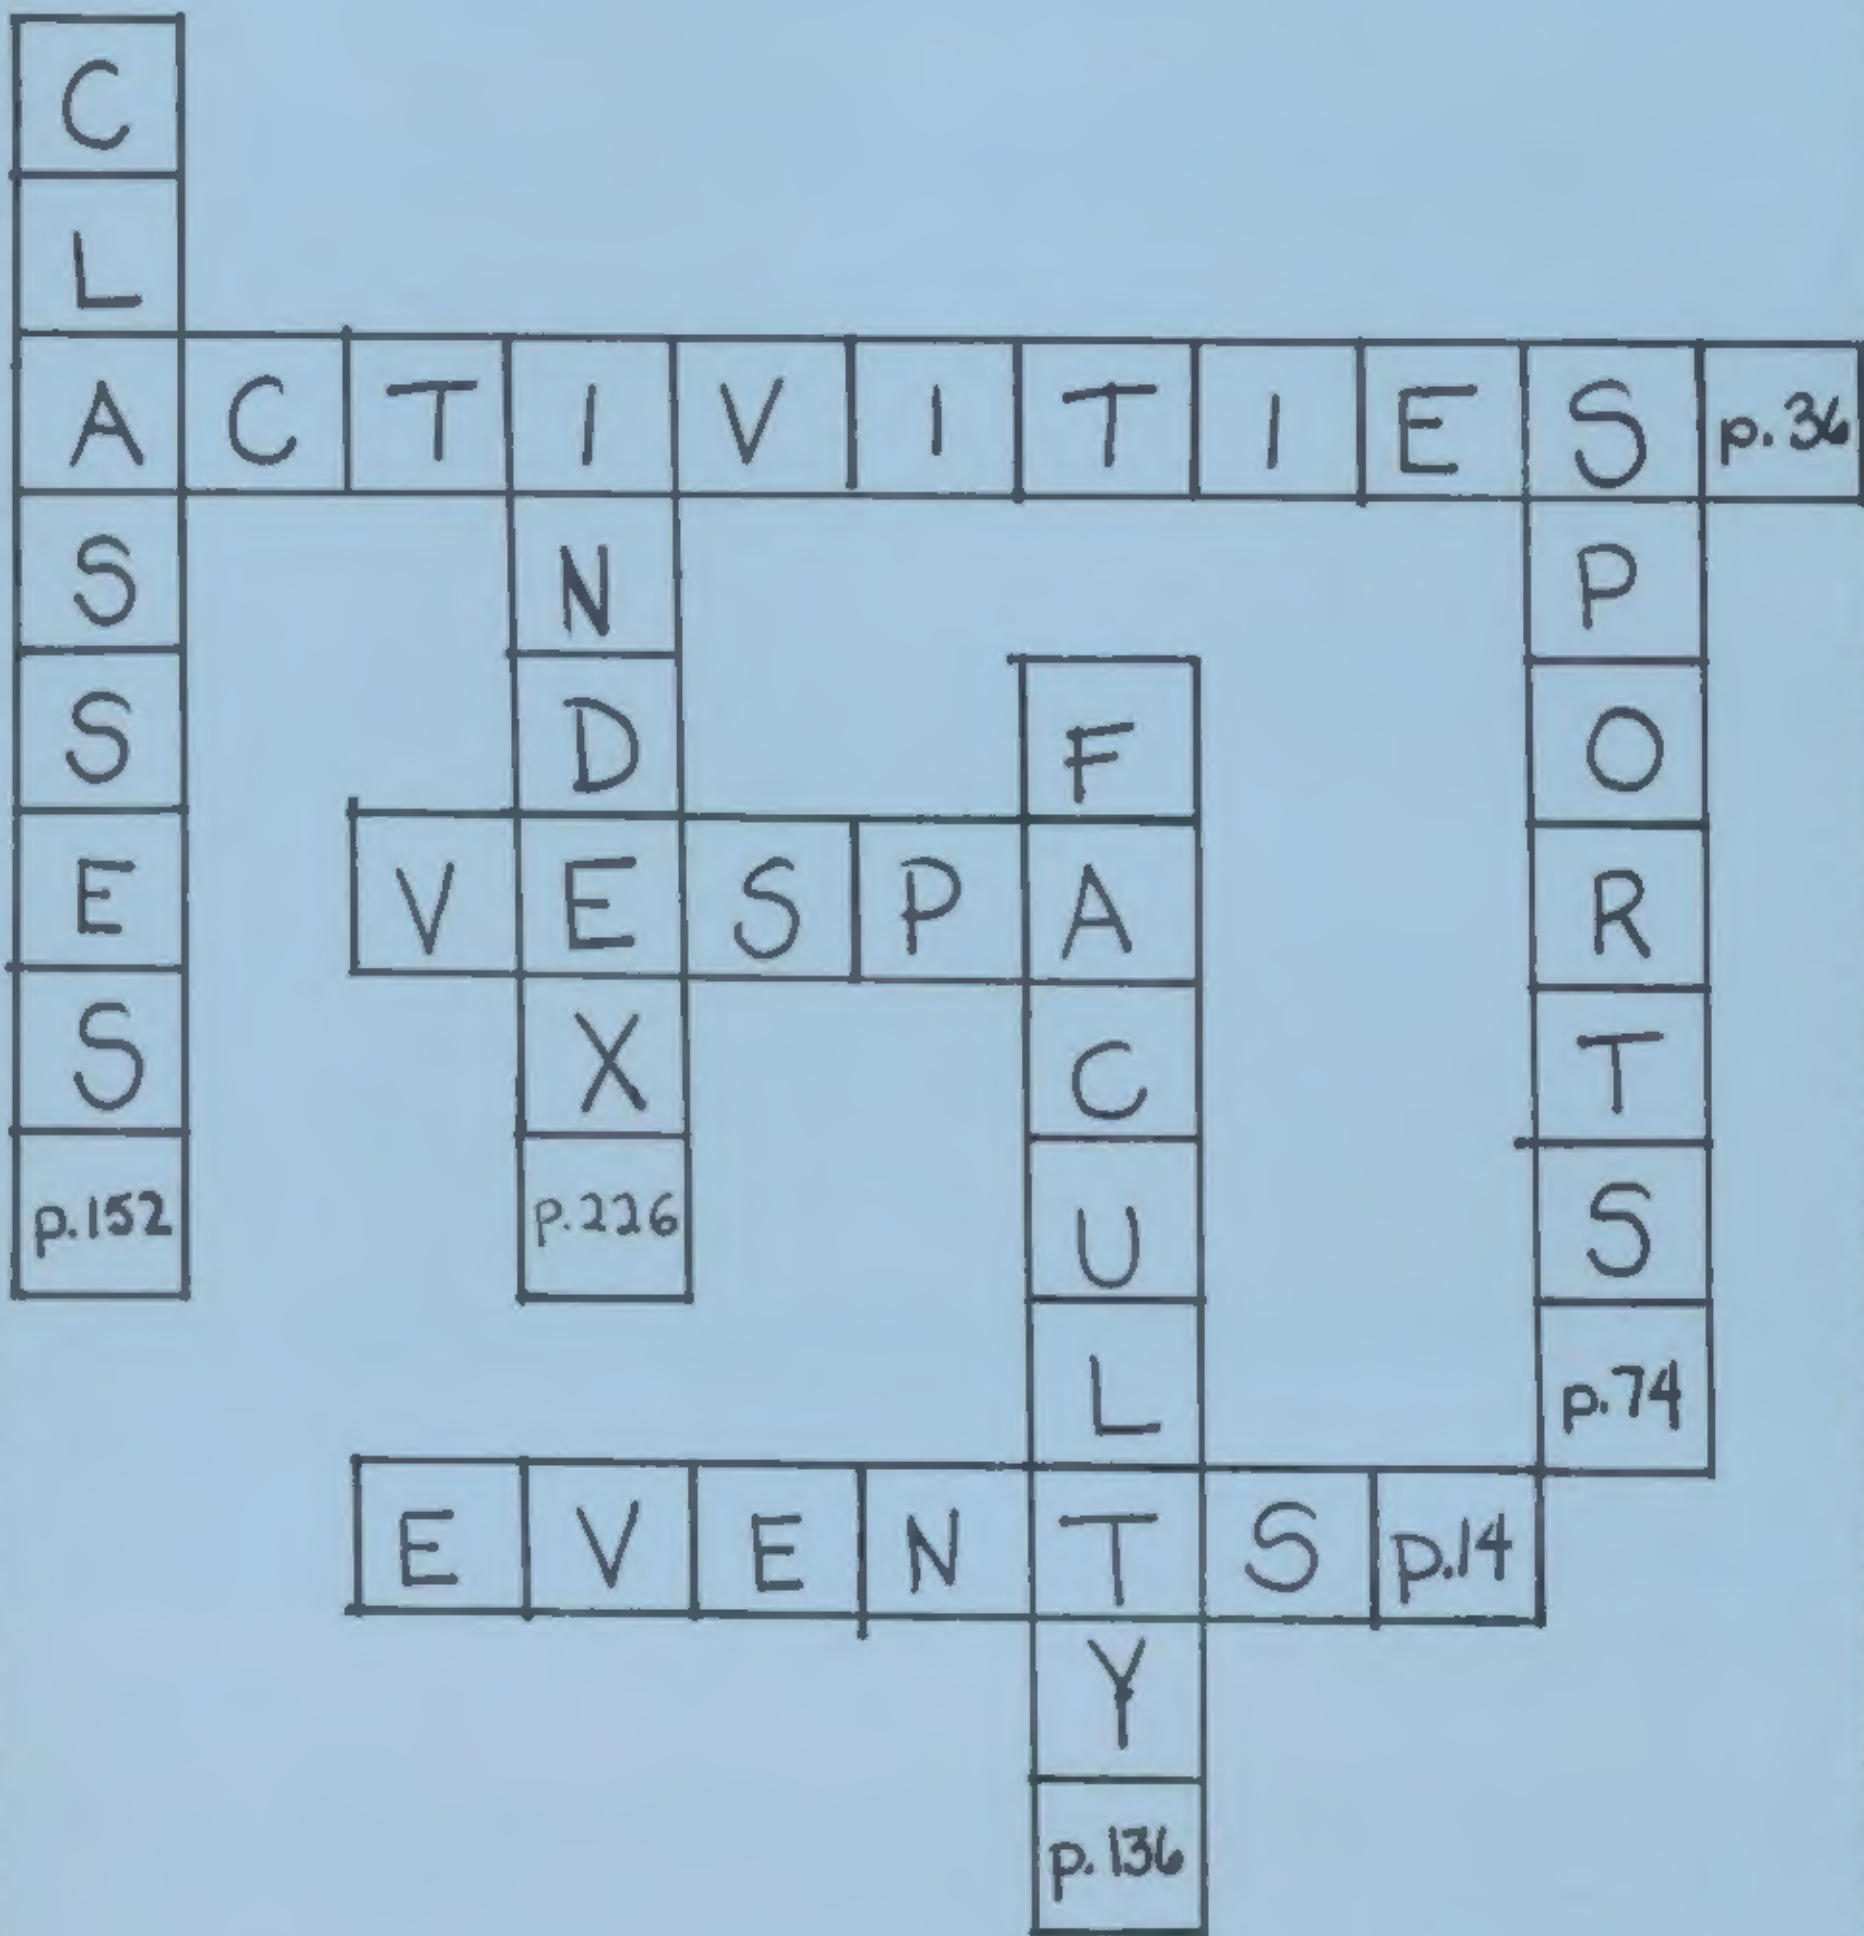 CLASSES p.152
ACTIVITIES p.36
INDEX p.226
SPORTS p.74
FACULTY p.136
VESPA
EVENTS p.14